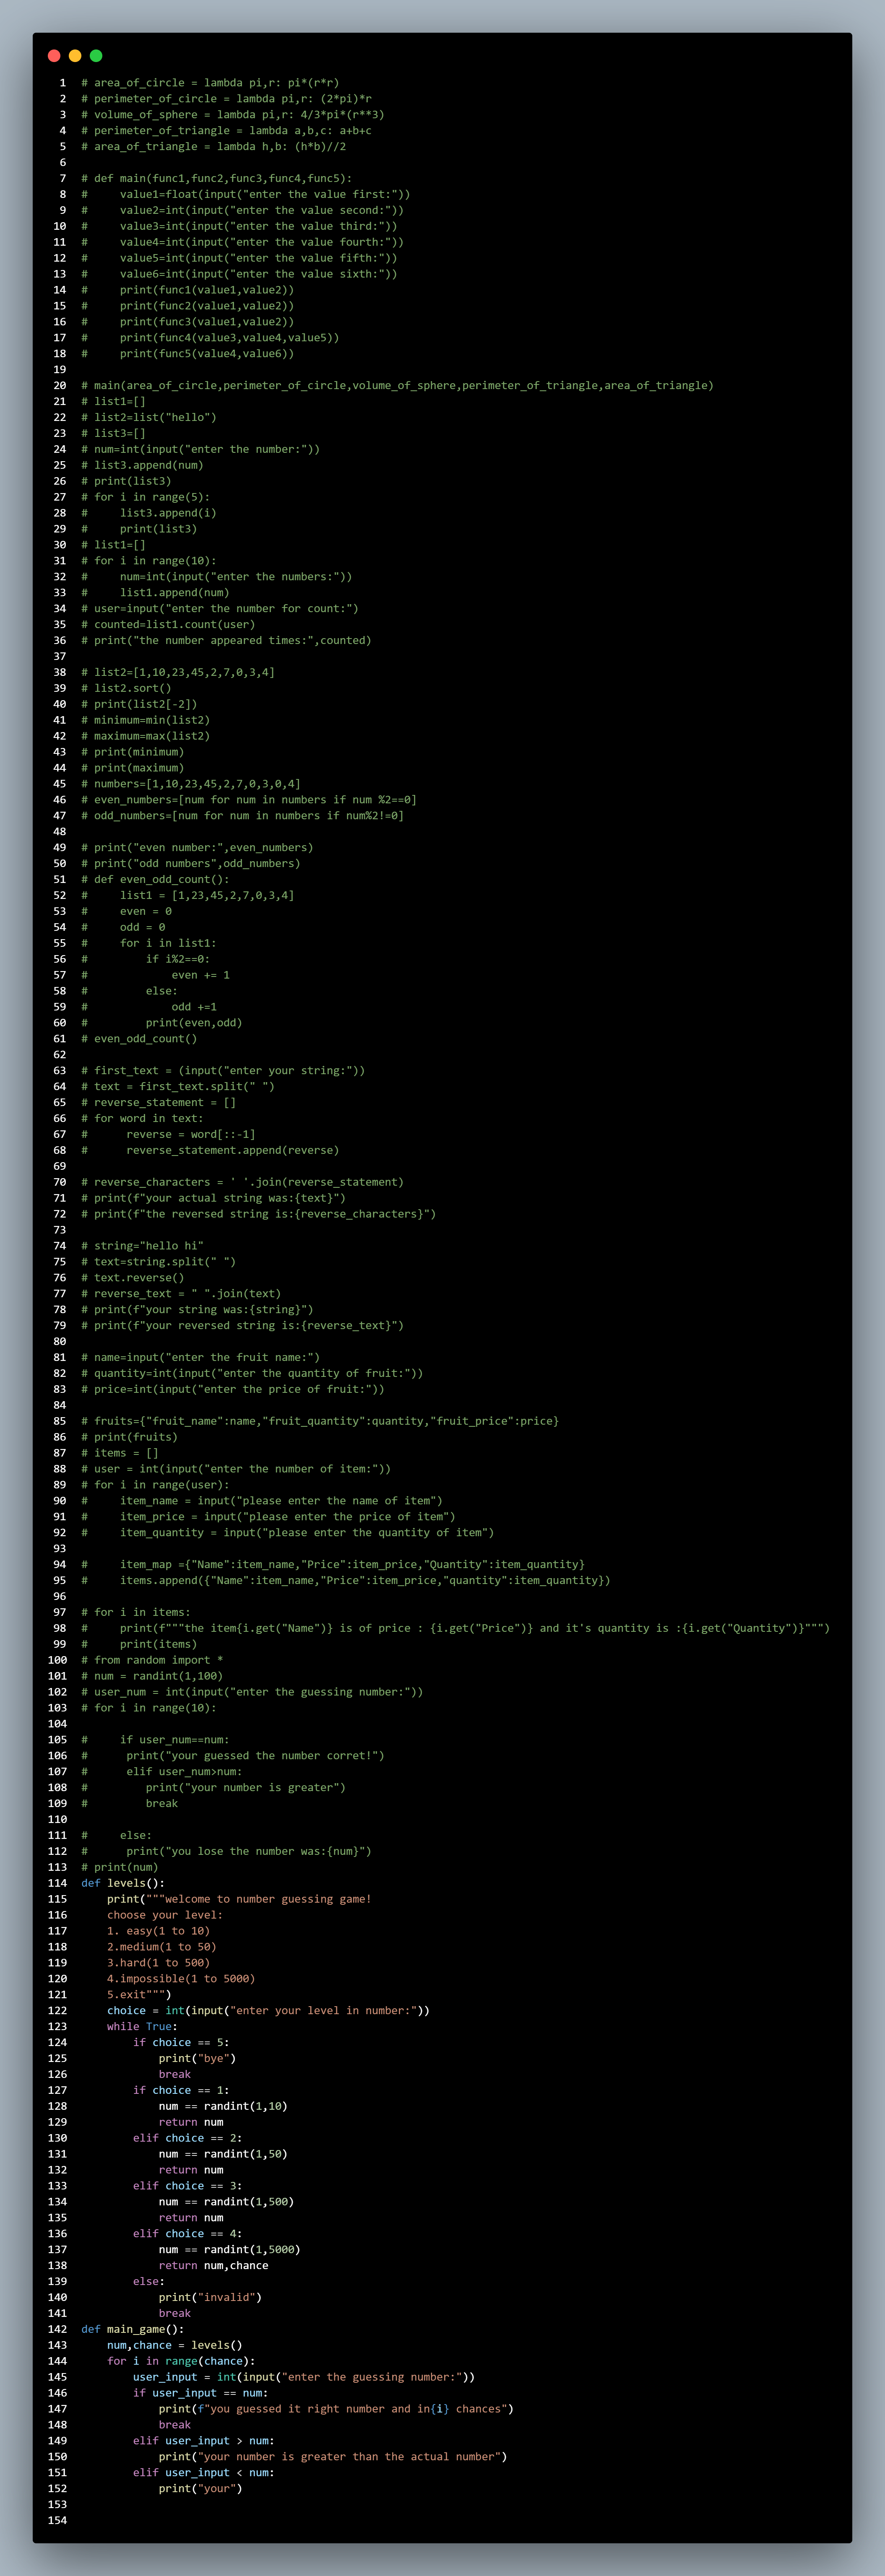 1 # area_of_circle = lambda pi,r: pi*(r*r)
2 # perimeter_of_circle = lambda pi,r: (2*pi)*r
3 # volume_of_sphere = lambda pi,r: 4/3*pi*(r**3)
4 # perimeter_of_triangle = lambda a,b,c: a+b+c
5 # area_of_triangle = lambda h,b: (h*b)//2
6
7 # def main(func1,func2,func3,func4,func5):
8 #     value1=float(input("enter the value first:"))
9 #     value2=int(input("enter the value second:"))
10 #     value3=int(input("enter the value third:"))
11 #     value4=int(input("enter the value fourth:"))
12 #     value5=int(input("enter the value fifth:"))
13 #     value6=int(input("enter the value sixth:"))
14 #     print(func1(value1,value2))
15 #     print(func2(value1,value2))
16 #     print(func3(value1,value2))
17 #     print(func4(value3,value4,value5))
18 #     print(func5(value4,value6))
19
20 # main(area_of_circle,perimeter_of_circle,volume_of_sphere,perimeter_of_triangle,area_of_triangle)
21 # list1=[]
22 # list2=list("hello")
23 # list3=[]
24 # num=int(input("enter the number:"))
25 # list3.append(num)
26 # print(list3)
27 # for i in range(5):
28 #     list3.append(i)
29 #     print(list3)
30 # list1=[]
31 # for i in range(10):
32 #     num=int(input("enter the numbers:"))
33 #     list1.append(num)
34 # user=input("enter the number for count:")
35 # counted=list1.count(user)
36 # print("the number appeared times:",counted)
37
38 # list2=[1,10,23,45,2,7,0,3,4]
39 # list2.sort()
40 # print(list2[-2])
41 # minimum=min(list2)
42 # maximum=max(list2)
43 # print(minimum)
44 # print(maximum)
45 # numbers=[1,10,23,45,2,7,0,3,0,4]
46 # even_numbers=[num for num in numbers if num %2==0]
47 # odd_numbers=[num for num in numbers if num%2!=0]
48
49 # print("even number:",even_numbers)
50 # print("odd numbers",odd_numbers)
51 # def even_odd_count():
52 #     list1 = [1,23,45,2,7,0,3,4]
53 #     even = 0
54 #     odd = 0
55 #     for i in list1:
56 #         if i%2==0:
57 #             even += 1
58 #         else:
59 #             odd +=1
60 #         print(even,odd)
61 # even_odd_count()
62
63 # first_text = (input("enter your string:"))
64 # text = first_text.split(" ")
65 # reverse_statement = []
66 # for word in text:
67 #      reverse = word[::-1]
68 #      reverse_statement.append(reverse)
69
70 # reverse_characters = ' '.join(reverse_statement)
71 # print(f"your actual string was:{text}")
72 # print(f"the reversed string is:{reverse_characters}")
73
74 # string="hello hi"
75 # text=string.split(" ")
76 # text.reverse()
77 # reverse_text = " ".join(text)
78 # print(f"your string was:{string}")
79 # print(f"your reversed string is:{reverse_text}")
80
81 # name=input("enter the fruit name:")
82 # quantity=int(input("enter the quantity of fruit:"))
83 # price=int(input("enter the price of fruit:"))
84
85 # fruits={"fruit_name":name,"fruit_quantity":quantity,"fruit_price":price}
86 # print(fruits)
87 # items = []
88 # user = int(input("enter the number of item:"))
89 # for i in range(user):
90 #     item_name = input("please enter the name of item")
91 #     item_price = input("please enter the price of item")
92 #     item_quantity = input("please enter the quantity of item")
93
94 #     item_map ={"Name":item_name,"Price":item_price,"Quantity":item_quantity}
95 #     items.append({"Name":item_name,"Price":item_price,"quantity":item_quantity})
96
97 # for i in items:
98 #     print(f"""the item{i.get("Name")} is of price : {i.get("Price")} and it's quantity is :{i.get("Quantity")}""")
99 #     print(items)
100 # from random import *
101 # num = randint(1,100)
102 # user_num = int(input("enter the guessing number:"))
103 # for i in range(10):
104
105 #     if user_num==num:
106 #      print("your guessed the number corret!")
107 #      elif user_num>num:
108 #         print("your number is greater")
109 #         break
110
111 #     else:
112 #      print("you lose the number was:{num}")
113 # print(num)
114 def levels():
115     print("""welcome to number guessing game!
116     choose your level:
117     1. easy(1 to 10)
118     2.medium(1 to 50)
119     3.hard(1 to 500)
120     4.impossible(1 to 5000)
121     5.exit""")
122     choice = int(input("enter your level in number:"))
123     while True:
124         if choice == 5:
125             print("bye")
126             break
127         if choice == 1:
128             num == randint(1,10)
129             return num
130         elif choice == 2:
131             num == randint(1,50)
132             return num
133         elif choice == 3:
134             num == randint(1,500)
135             return num
136         elif choice == 4:
137             num == randint(1,5000)
138             return num,chance
139         else:
140             print("invalid")
141             break
142 def main_game():
143     num,chance = levels()
144     for i in range(chance):
145         user_input = int(input("enter the guessing number:"))
146         if user_input == num:
147             print(f"you guessed it right number and in{i} chances")
148             break
149         elif user_input > num:
150             print("your number is greater than the actual number")
151         elif user_input < num:
152             print("your")
153
154